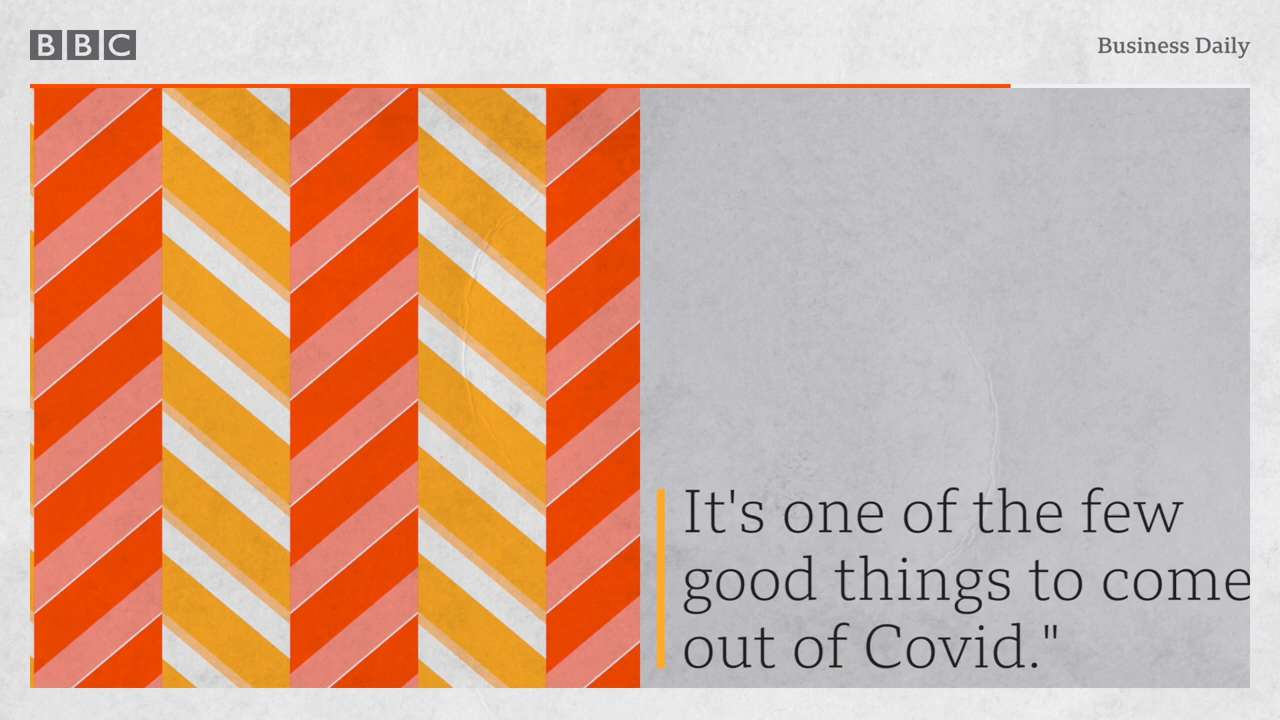 BBC
Business Daily
It's one of the few
good things to come
out of Covid."